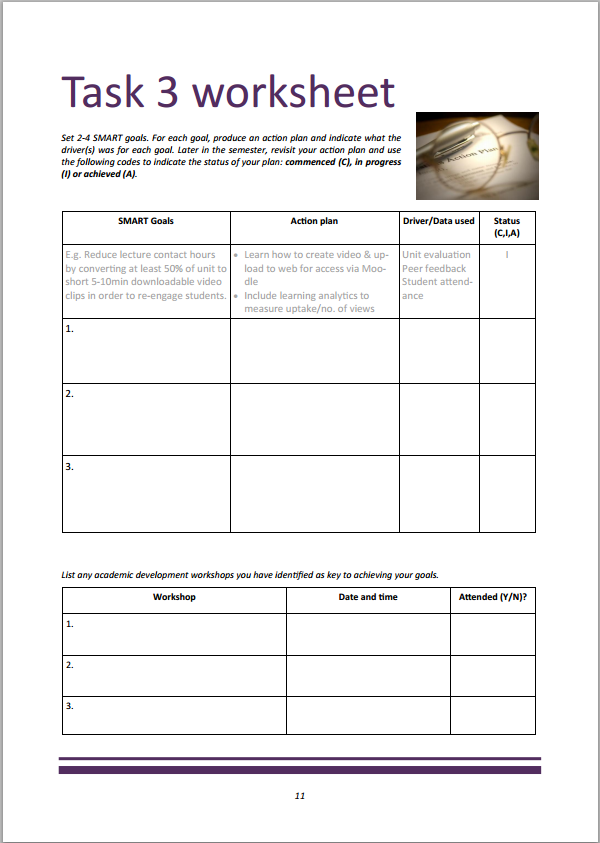 Task 3 worksheet
Set 2-4 SMART goals. For each goal, produce an action plan and indicate what the
driver(s) was for each goal. Later in the semester, revisit your action plan and use
the following codes to indicate the status of your plan: commenced (C), in progress
(I) or achieved (A).
Action Plan
SMART Goals
Action plan
Driver/Data used
Status
(C,I,A)
E.g. Reduce lecture contact hours
by converting at least 50% of unit to
short 5-10min downloadable video
clips in order to re-engage students.
• Learn how to create video & up-
load to web for access via Moo-
dle
• Include learning analytics to
measure uptake/no. of views
Unit evaluation
Peer feedback
Student attend-
ance
I
1.
2.
3.
List any academic development workshops you have identified as key to achieving your goals.
Workshop
Date and time
Attended (Y/N)?
1.
2.
3.
11